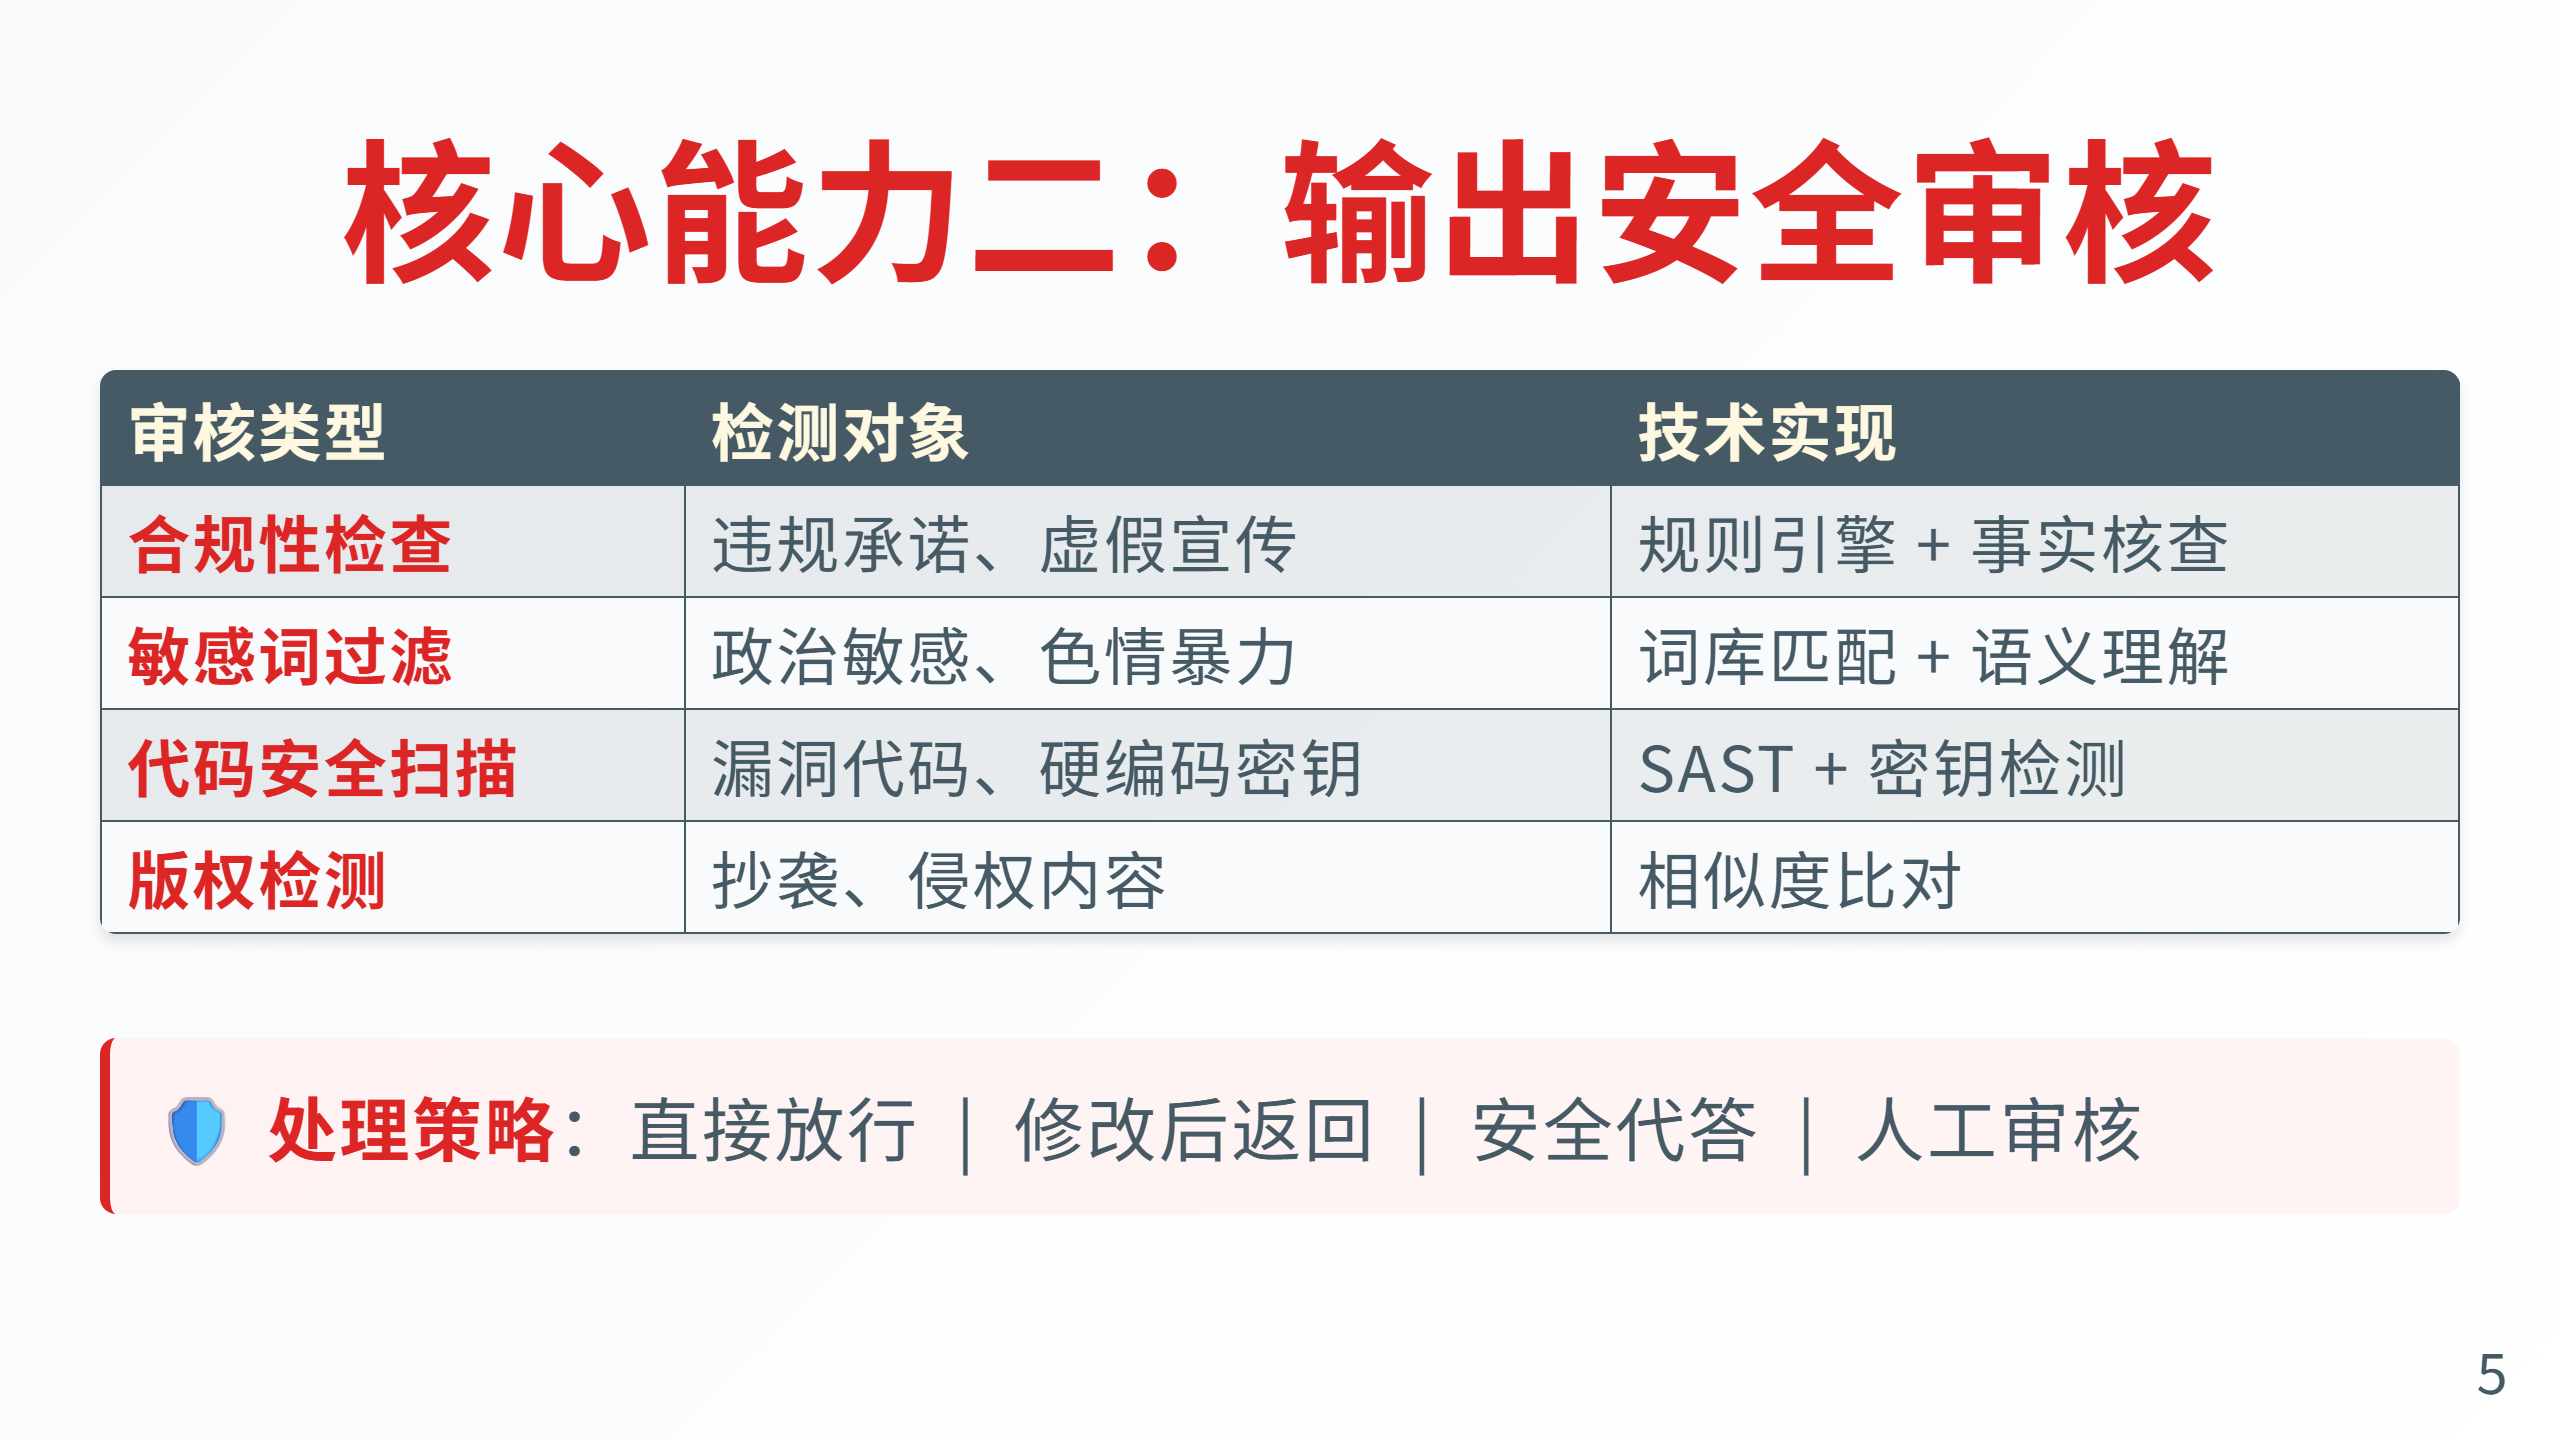 核心能力二：输出安全审核
审核类型 检测对象 技术实现
合规性检查 违规承诺、虚假宣传 规则引擎 + 事实核查
敏感词过滤 政治敏感、色情暴力 词库匹配 + 语义理解
代码安全扫描 漏洞代码、硬编码密钥 SAST + 密钥检测
版权检测 抄袭、侵权内容 相似度比对
🛡️ 处理策略：直接放行 | 修改后返回 | 安全代答 | 人工审核
5